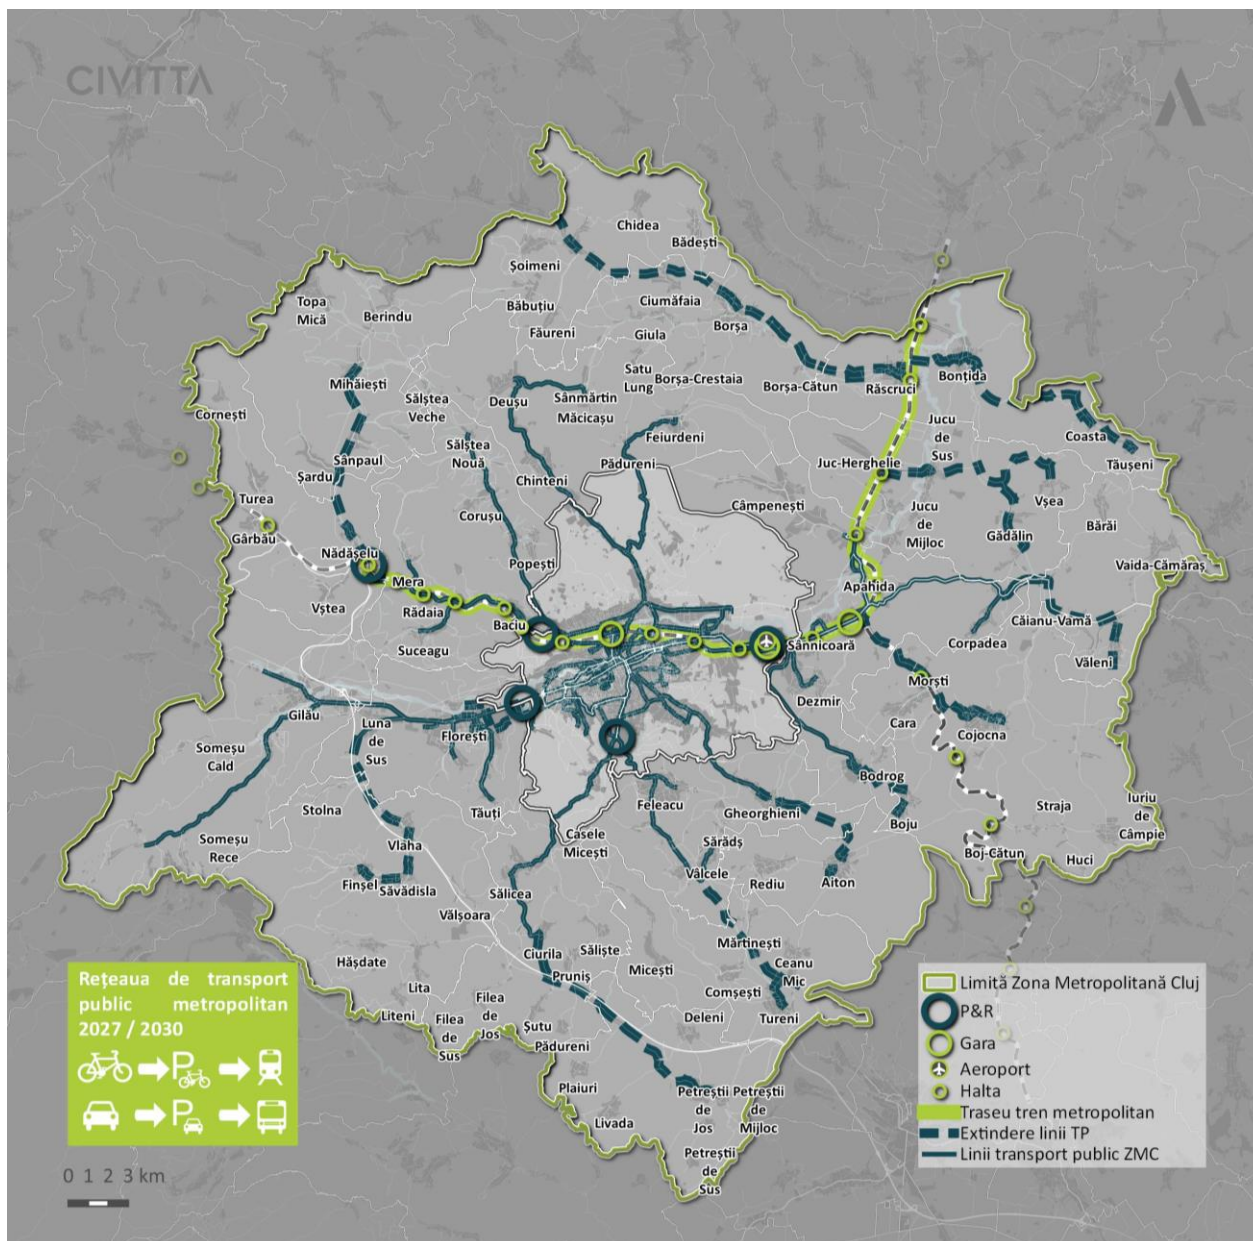 CIVITTA
Chidea
Bădești
Șoimeni
Topa
Mică
Berindu
Băbuțiu
Ciumăfaia
Făureni
Giula
Borșa
Mihăiești
Sălștea
Veche
Deușu
Sânmărtin
Măcicașu
Satu
Lung
Borșa-Crestaia
Borșa-Cătun
Răscruci
Bonțida
Cornești
Sălștea
Nouă
Feiurdeni
Jucu
de
Sus
Coasta
Tăușeni
Sânpaul
Șardu
Pădureni
Juc-Herghelie
Chinteni
Turea
Gârbău
Corușu
Câmpenești
Jucu
de
Mijloc
Vșea
Gădălin
Bărăi
Nădășelu
Popești
Vaida-Cămăraș
Mera
Rădaia
Vștea
Apahida
Baciu
Suceagu
Sânnicoară
Corpadea
Căianu-Vamă
Văleni
Morști
Dezmir
Gilău
Luna
de
Sus
Florești
Cara
Cojocna
Someșu
Cald
Bodrog
Stolna
Tăuți
Feleacu
Gheorghieni
Boju
Straja
Iuriu
de
Câmpie
Someșu
Rece
Vlaha
Casele
Micești
Sărădș
Boj-Cătun
Huci
Finșel
Săvădisla
Sălicea
Vâlcele
Rediu
Aiton
Vălșoara
Ciurila
Săliște
Mărtinești
Hășdate
Pruniș
Micești
Ceanu
Mic
Lita
Liteni
Filea
de
Sus
Filea
de
Jos
Șutu
Pădureni
Comșești
Deleni
Tureni
Plaiuri
Livada
Petreștii
de
Jos
Petreștii
de
Mijloc
Petreștii
de
Sus
Rețeaua de transport
public metropolitan
2027 / 2030
P
P
0 1 2 3 km
Limită Zona Metropolitană Cluj
P&R
Gara
Aeroport
Halta
Traseu tren metropolitan
Extindere linii TP
Linii transport public ZMC